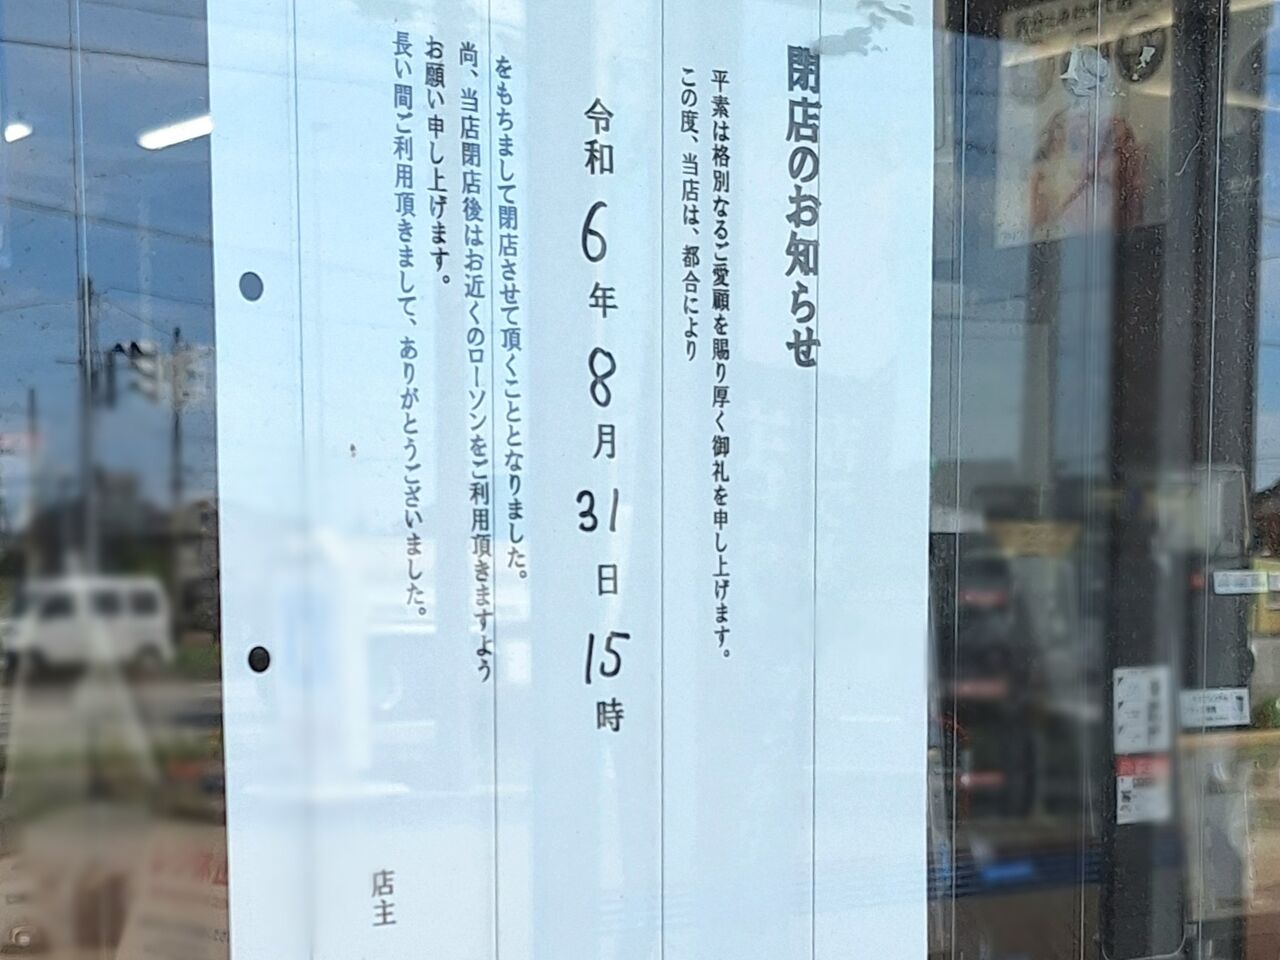 閉店のお知らせ
平素は格別なるご愛顧を賜り厚く御礼を申し上げます。
この度、当店は、都合により
令和6年8月31日15時
をもちまして閉店させて頂くこととなりました。
尚、当店閉店後はお近くのローソンをご利用頂きますよう
お願い申し上げます。
長い間ご利用頂きまして、ありがとうございました。
店主